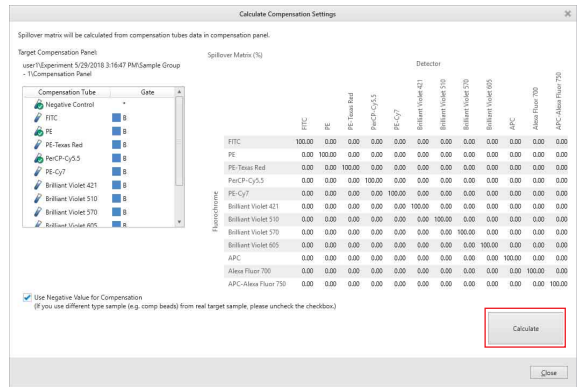 Calculate Compensation Settings
Spillover matrix will be calculated from compensation tubes data in compensation panel.
Target Compensation Panel:
user1\Experiment 5/29/2018 3:16:47 PM\Sample Group
- 1\Compensation Panel
Compensation Tube Gate
Negative Control *
FITC B
PE B
PE-Texas Red B
PerCP-Cy5.5 B
PE-Cy7 B
Brilliant Violet 421 B
Brilliant Violet 510 B
Brilliant Violet 570 B
Brilliant Violet 605 B
Spillover Matrix (%)
Detector
FITC PE PE-Texas Red PerCP-Cy5.5 PE-Cy7 Brilliant Violet 421 Brilliant Violet 510 Brilliant Violet 570 Brilliant Violet 605 APC Alexa Fluor 700 APC-Alexa Fluor 750
Fluorochrome
FITC 100.00 0.00 0.00 0.00 0.00 0.00 0.00 0.00 0.00 0.00 0.00 0.00
PE 0.00 100.00 0.00 0.00 0.00 0.00 0.00 0.00 0.00 0.00 0.00 0.00
PE-Texas Red 0.00 0.00 100.00 0.00 0.00 0.00 0.00 0.00 0.00 0.00 0.00 0.00
PerCP-Cy5.5 0.00 0.00 0.00 100.00 0.00 0.00 0.00 0.00 0.00 0.00 0.00 0.00
PE-Cy7 0.00 0.00 0.00 0.00 100.00 0.00 0.00 0.00 0.00 0.00 0.00 0.00
Brilliant Violet 421 0.00 0.00 0.00 0.00 0.00 100.00 0.00 0.00 0.00 0.00 0.00 0.00
Brilliant Violet 510 0.00 0.00 0.00 0.00 0.00 0.00 100.00 0.00 0.00 0.00 0.00 0.00
Brilliant Violet 570 0.00 0.00 0.00 0.00 0.00 0.00 0.00 100.00 0.00 0.00 0.00 0.00
Brilliant Violet 605 0.00 0.00 0.00 0.00 0.00 0.00 0.00 0.00 100.00 0.00 0.00 0.00
APC 0.00 0.00 0.00 0.00 0.00 0.00 0.00 0.00 0.00 100.00 0.00 0.00
Alexa Fluor 700 0.00 0.00 0.00 0.00 0.00 0.00 0.00 0.00 0.00 0.00 100.00 0.00
APC-Alexa Fluor 750 0.00 0.00 0.00 0.00 0.00 0.00 0.00 0.00 0.00 0.00 0.00 100.00
Use Negative Value for Compensation
(If you use different type sample (e.g. comp beads) from real target sample, please uncheck the checkbox.)
Calculate
Close